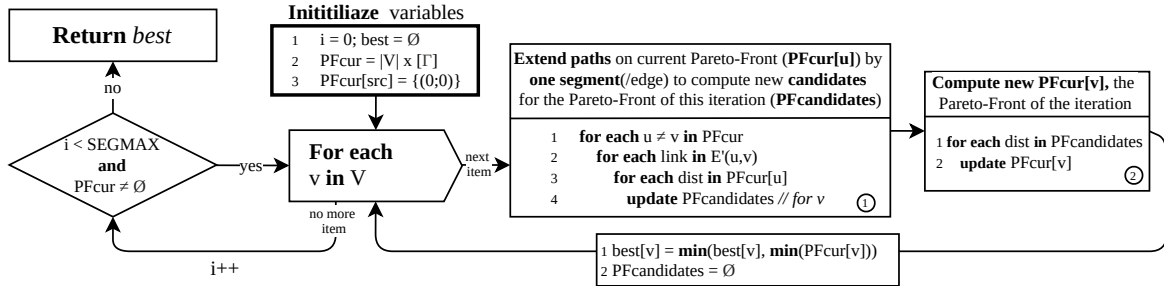 Inititiliaze variables
1 i = 0; best = Ø
2 PFcur = |V| x [Γ]
3 PFcur[src] = {(0;0)}
Return best
no
i < SEGMAX
and
PFcur ≠ Ø
yes
For each
v in V
next
item
no more
item
i++
Extend paths on current Pareto-Front (PFcur[u]) by
one segment(/edge) to compute new candidates
for the Pareto-Front of this iteration (PFcandidates)
1 for each u ≠ v in PFcur
2 for each link in E'(u,v)
3 for each dist in PFcur[u]
4 update PFcandidates // for v
1
Compute new PFcur[v], the
Pareto-Front of the iteration
1 for each dist in PFcandidates
2 update PFcur[v]
2
1 best[v] = min(best[v], min(PFcur[v]))
2 PFcandidates = Ø